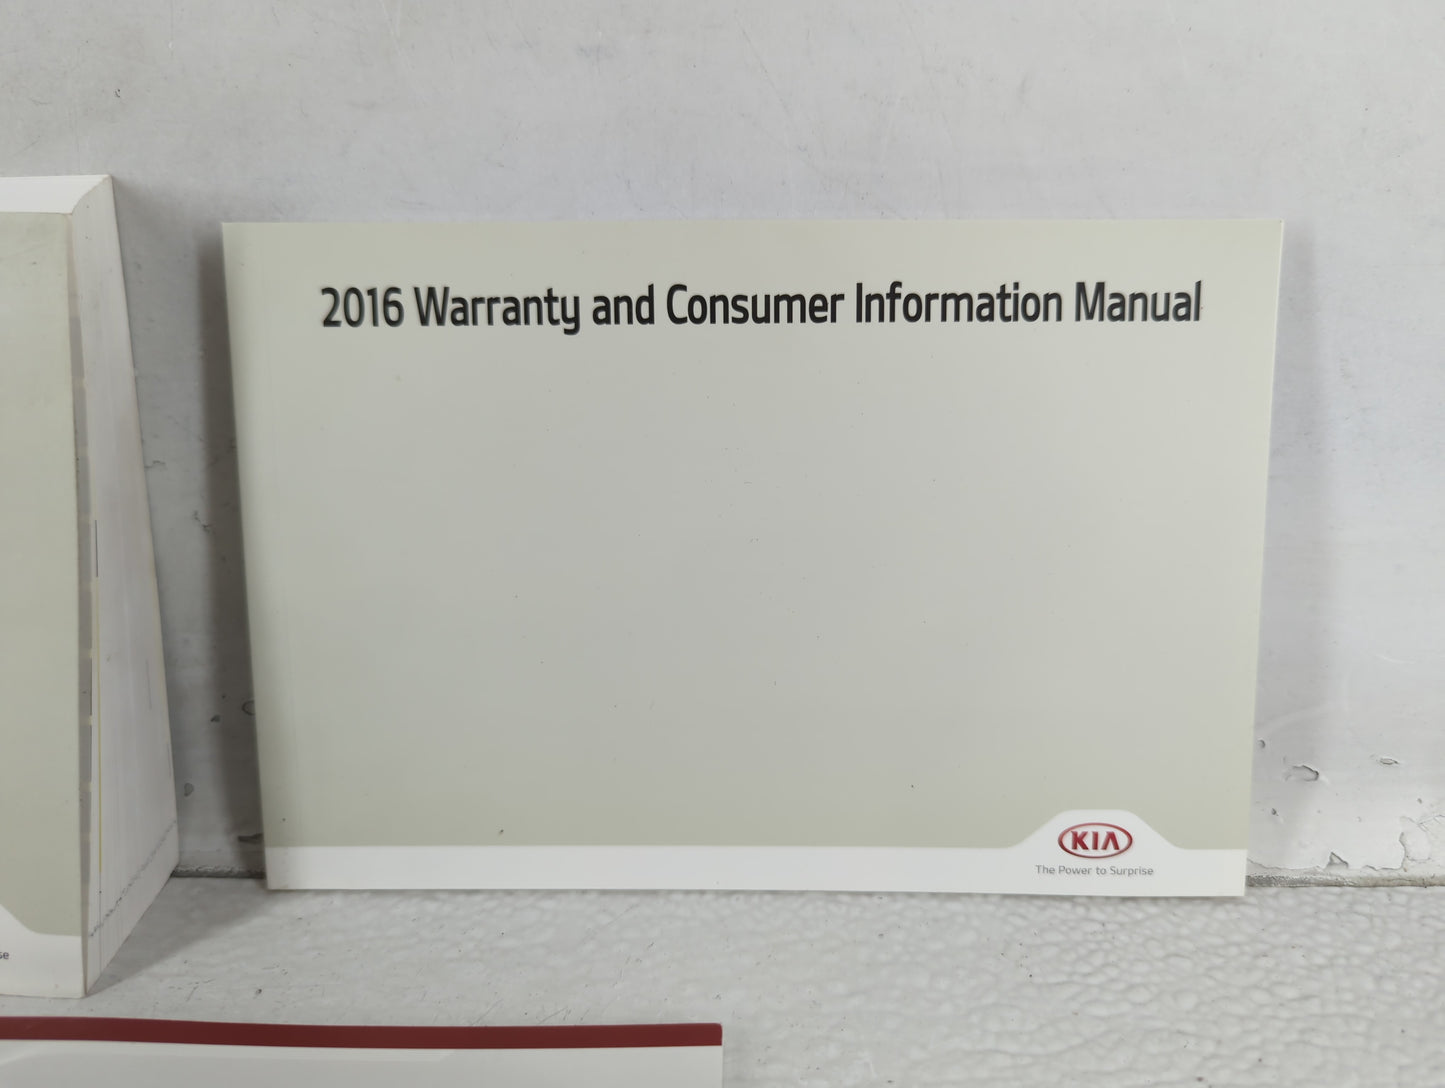 2016 Warranty and Consumer Information Manual
KIA
The Power to Surprise